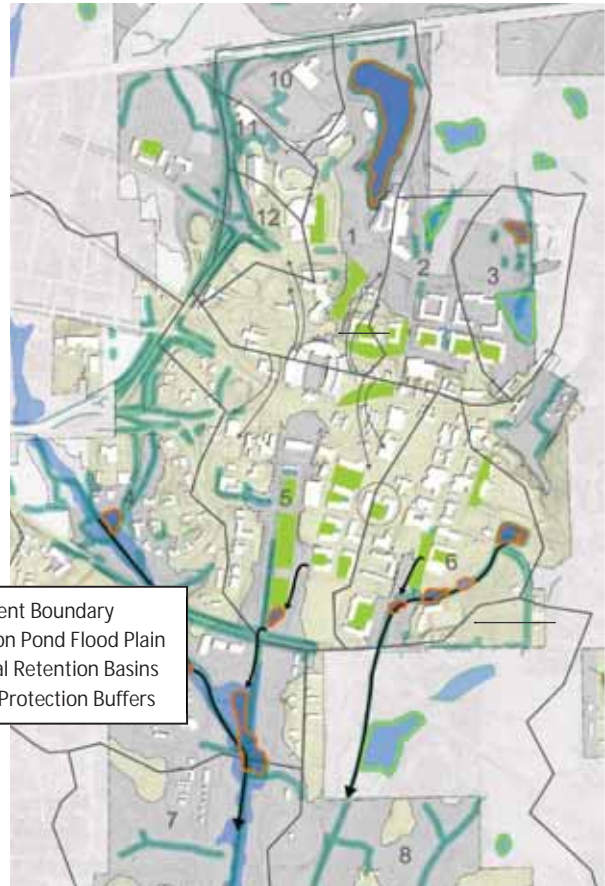 10
11
12
1
2
3
4
5
6
ent Boundary
on Pond Flood Plain
al Retention Basins
Protection Buffers
7
8